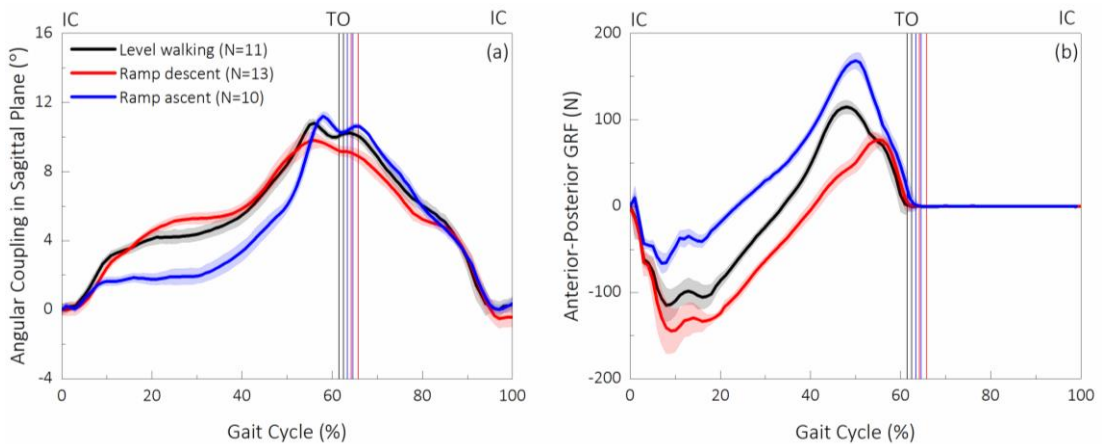 IC TO IC
16
12
8
4
0
-4
Angular Coupling in Sagittal Plane (°)
Level walking (N=11)
Ramp descent (N=13)
Ramp ascent (N=10)
(a)
0 20 40 60 80 100
Gait Cycle (%)
IC TO IC
200
100
0
-100
-200
Anterior-Posterior GRF (N)
(b)
0 20 40 60 80 100
Gait Cycle (%)